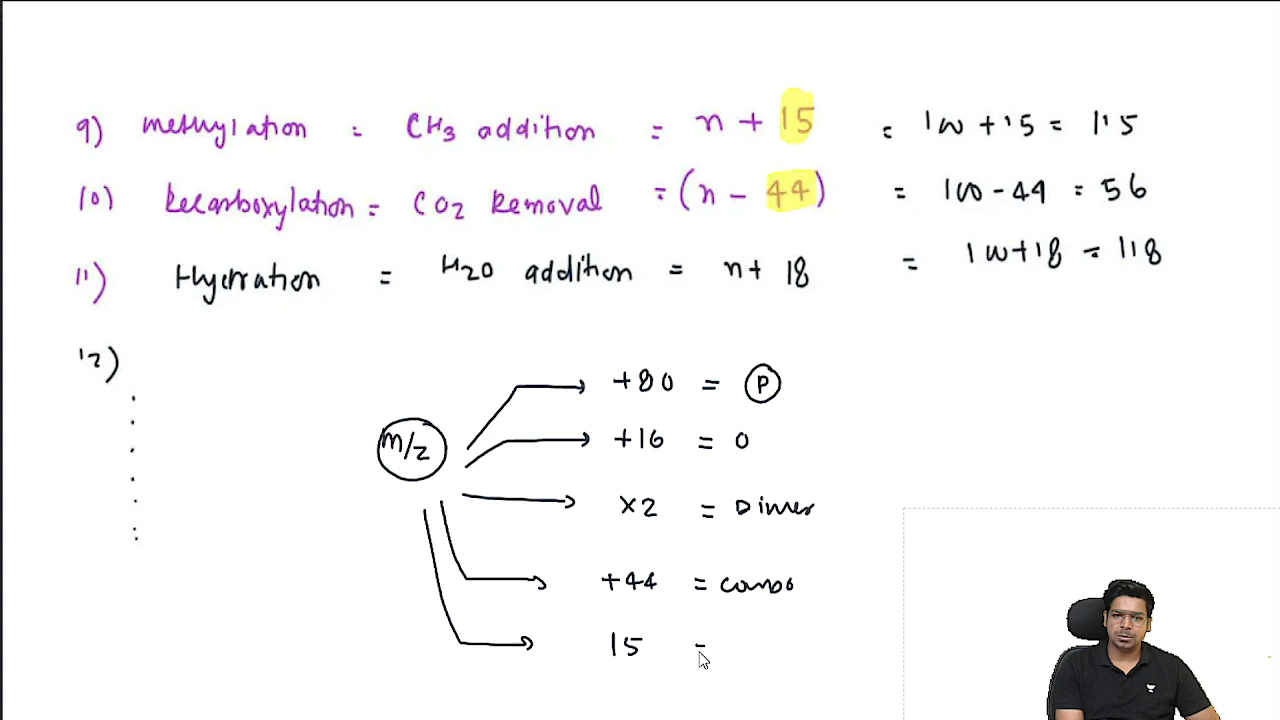 9) methylation = CH3 addition = n + 15 = 100 + 15 = 115
10) Decarboxylation = CO2 Removal = (n - 44) = 100 - 44 = 56
11) Hydration = H2O addition = n + 18 = 100 + 18 = 118
12)
m/z
+80 = P
+16 = O
x2 = Dimer
+44 = carbo
15 =